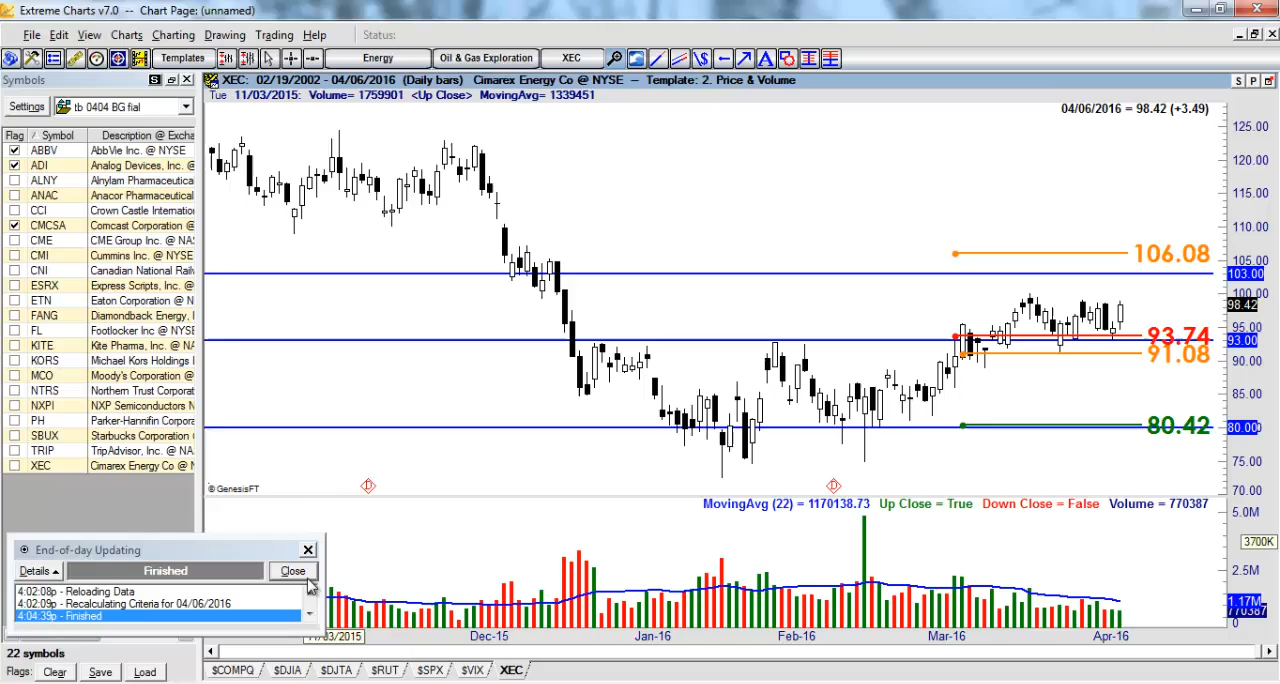 Extreme Charts v7.0 -- Chart Page: (unnamed)
File Edit View Charts Charting Drawing Trading Help Status:
Templates Energy Oil & Gas Exploration XEC
Symbols S
XEC: 02/19/2002 - 04/06/2016 (Daily bars) Cimarex Energy Co @ NYSE -- Template: 2. Price & Volume S P
Tue 11/03/2015: Volume= 1759901 <Up Close> MovingAvg= 1339451
Settings tb 0404 BG fial
04/06/2016 = 98.42 (+3.49)
Flag Symbol Description @ Excha
ABBV AbbVie Inc. @ NYSE
ADI Analog Devices, Inc. @
ALNY Alnylam Pharmaceutical
ANAC Anacor Pharmaceutical
CCI Crown Castle Internation
CMCSA Comcast Corporation @
CME CME Group Inc. @ NA
CMI Cummins Inc. @ NYSE
CNI Canadian National Rail
ESRX Express Scripts, Inc. @
ETN Eaton Corporation @ N
FANG Diamondback Energy, I
FL Footlocker Inc @ NYSE
KITE Kite Pharma, Inc. @ NA
KORS Michael Kors Holdings I
MCO Moody's Corporation @
NTRS Northern Trust Corporat
NXPI NXP Semiconductors N
PH Parker-Hannifin Corpora
SBUX Starbucks Corporation @
TRIP TripAdvisor, Inc. @ NA
XEC Cimarex Energy Co @ N
125.00
120.00
115.00
110.00
106.08
105.00
103.00
100.00
98.42
95.00
93.74
93.00
91.08
90.00
85.00
80.42
80.00
75.00
70.00
D D
© GenesisFT
MovingAvg (22) = 1170138.73 Up Close = True Down Close = False Volume = 770387
5.0M
3700K
2.5M
1.17M
770387
0
End-of-day Updating
Details Finished Close
4:02:08p - Reloading Data
4:02:09p - Recalculating Criteria for 04/06/2016
4:04:39p - Finished
11/03/2015 Dec-15 Jan-16 Feb-16 Mar-16 Apr-16
22 symbols
Flags: Clear Save Load
$COMPQ $DJIA $DJTA $RUT $SPX $VIX XEC